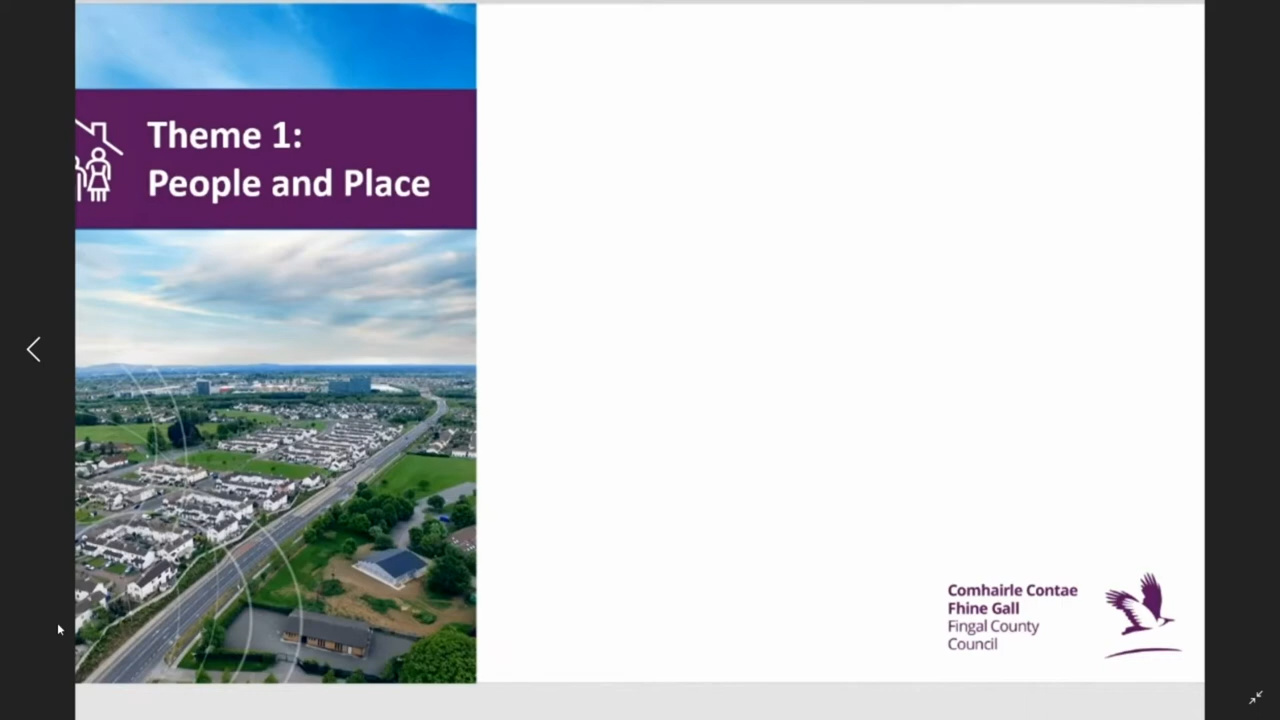 Theme 1:
People and Place
Comhairle Contae
Fhine Gall
Fingal County
Council